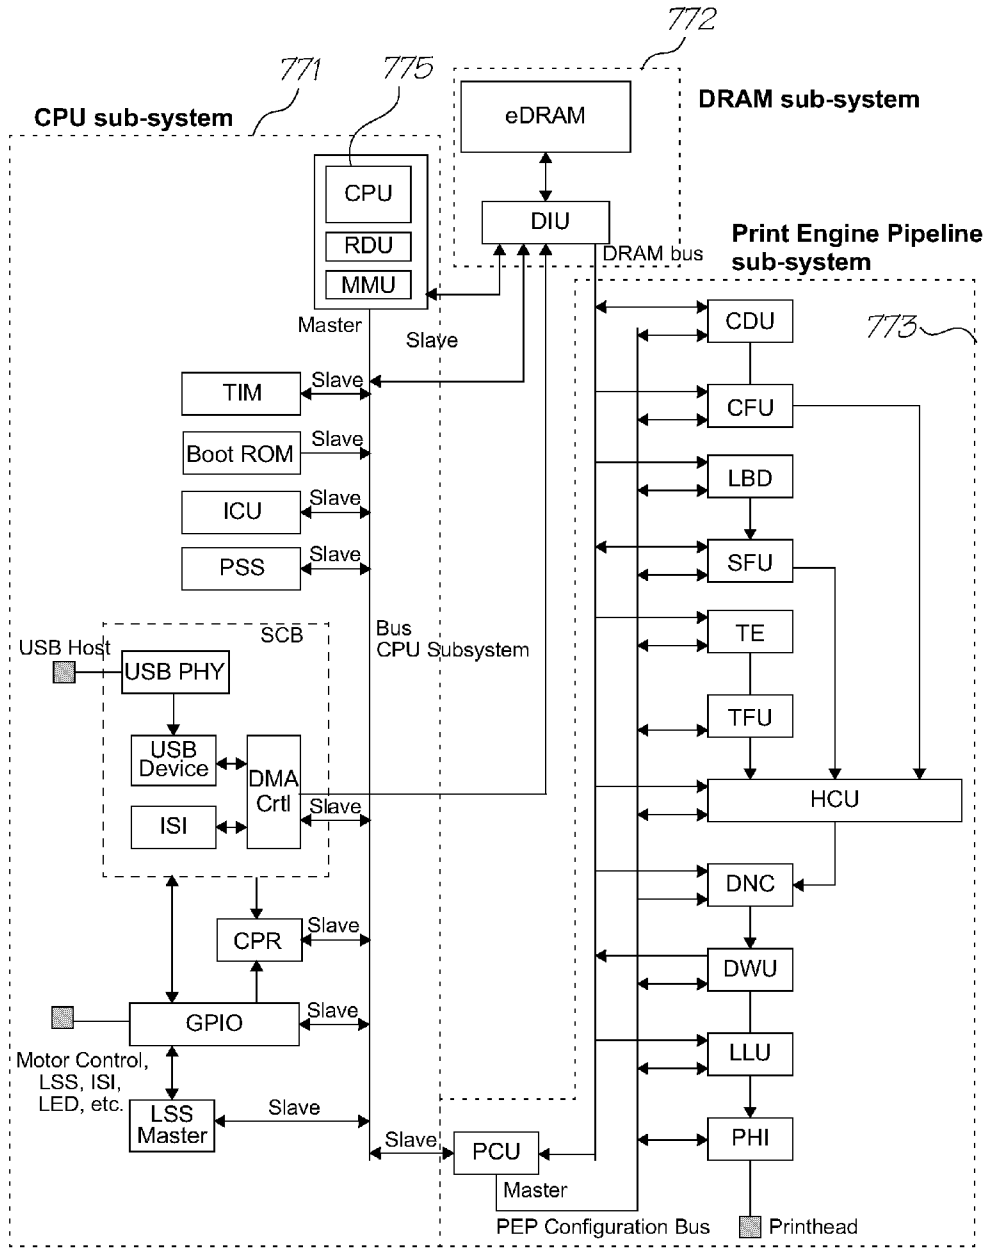 772
771
775
CPU sub-system
DRAM sub-system
eDRAM
CPU
DIU
RDU
DRAM bus
Print Engine Pipeline
sub-system
MMU
Master
Slave
773
CDU
TIM
Slave
CFU
Boot ROM
Slave
LBD
ICU
Slave
PSS
Slave
SFU
SCB
Bus
CPU Subsystem
TE
USB Host
USB PHY
TFU
USB
Device
DMA
Crtl
Slave
HCU
ISI
DNC
CPR
Slave
DWU
GPIO
Slave
Motor Control,
LSS, ISI,
LED, etc.
LLU
LSS
Master
Slave
PHI
Slave
PCU
Master
PEP Configuration Bus
Printhead